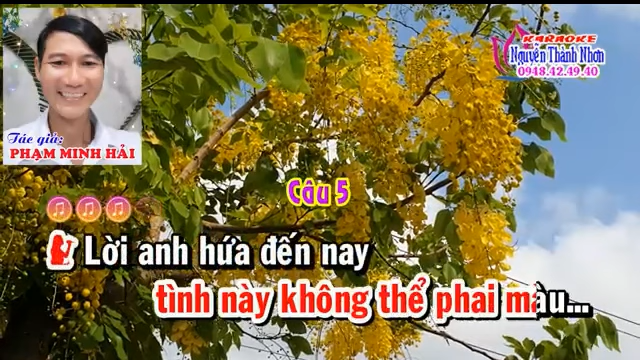 KARAOKE
Nguyễn Thành Nhơn
0948.42.49.40
Tác giả:
PHẠM MINH HẢI
Câu 5
Lời anh hứa đến nay
tình này không thể phai màu...